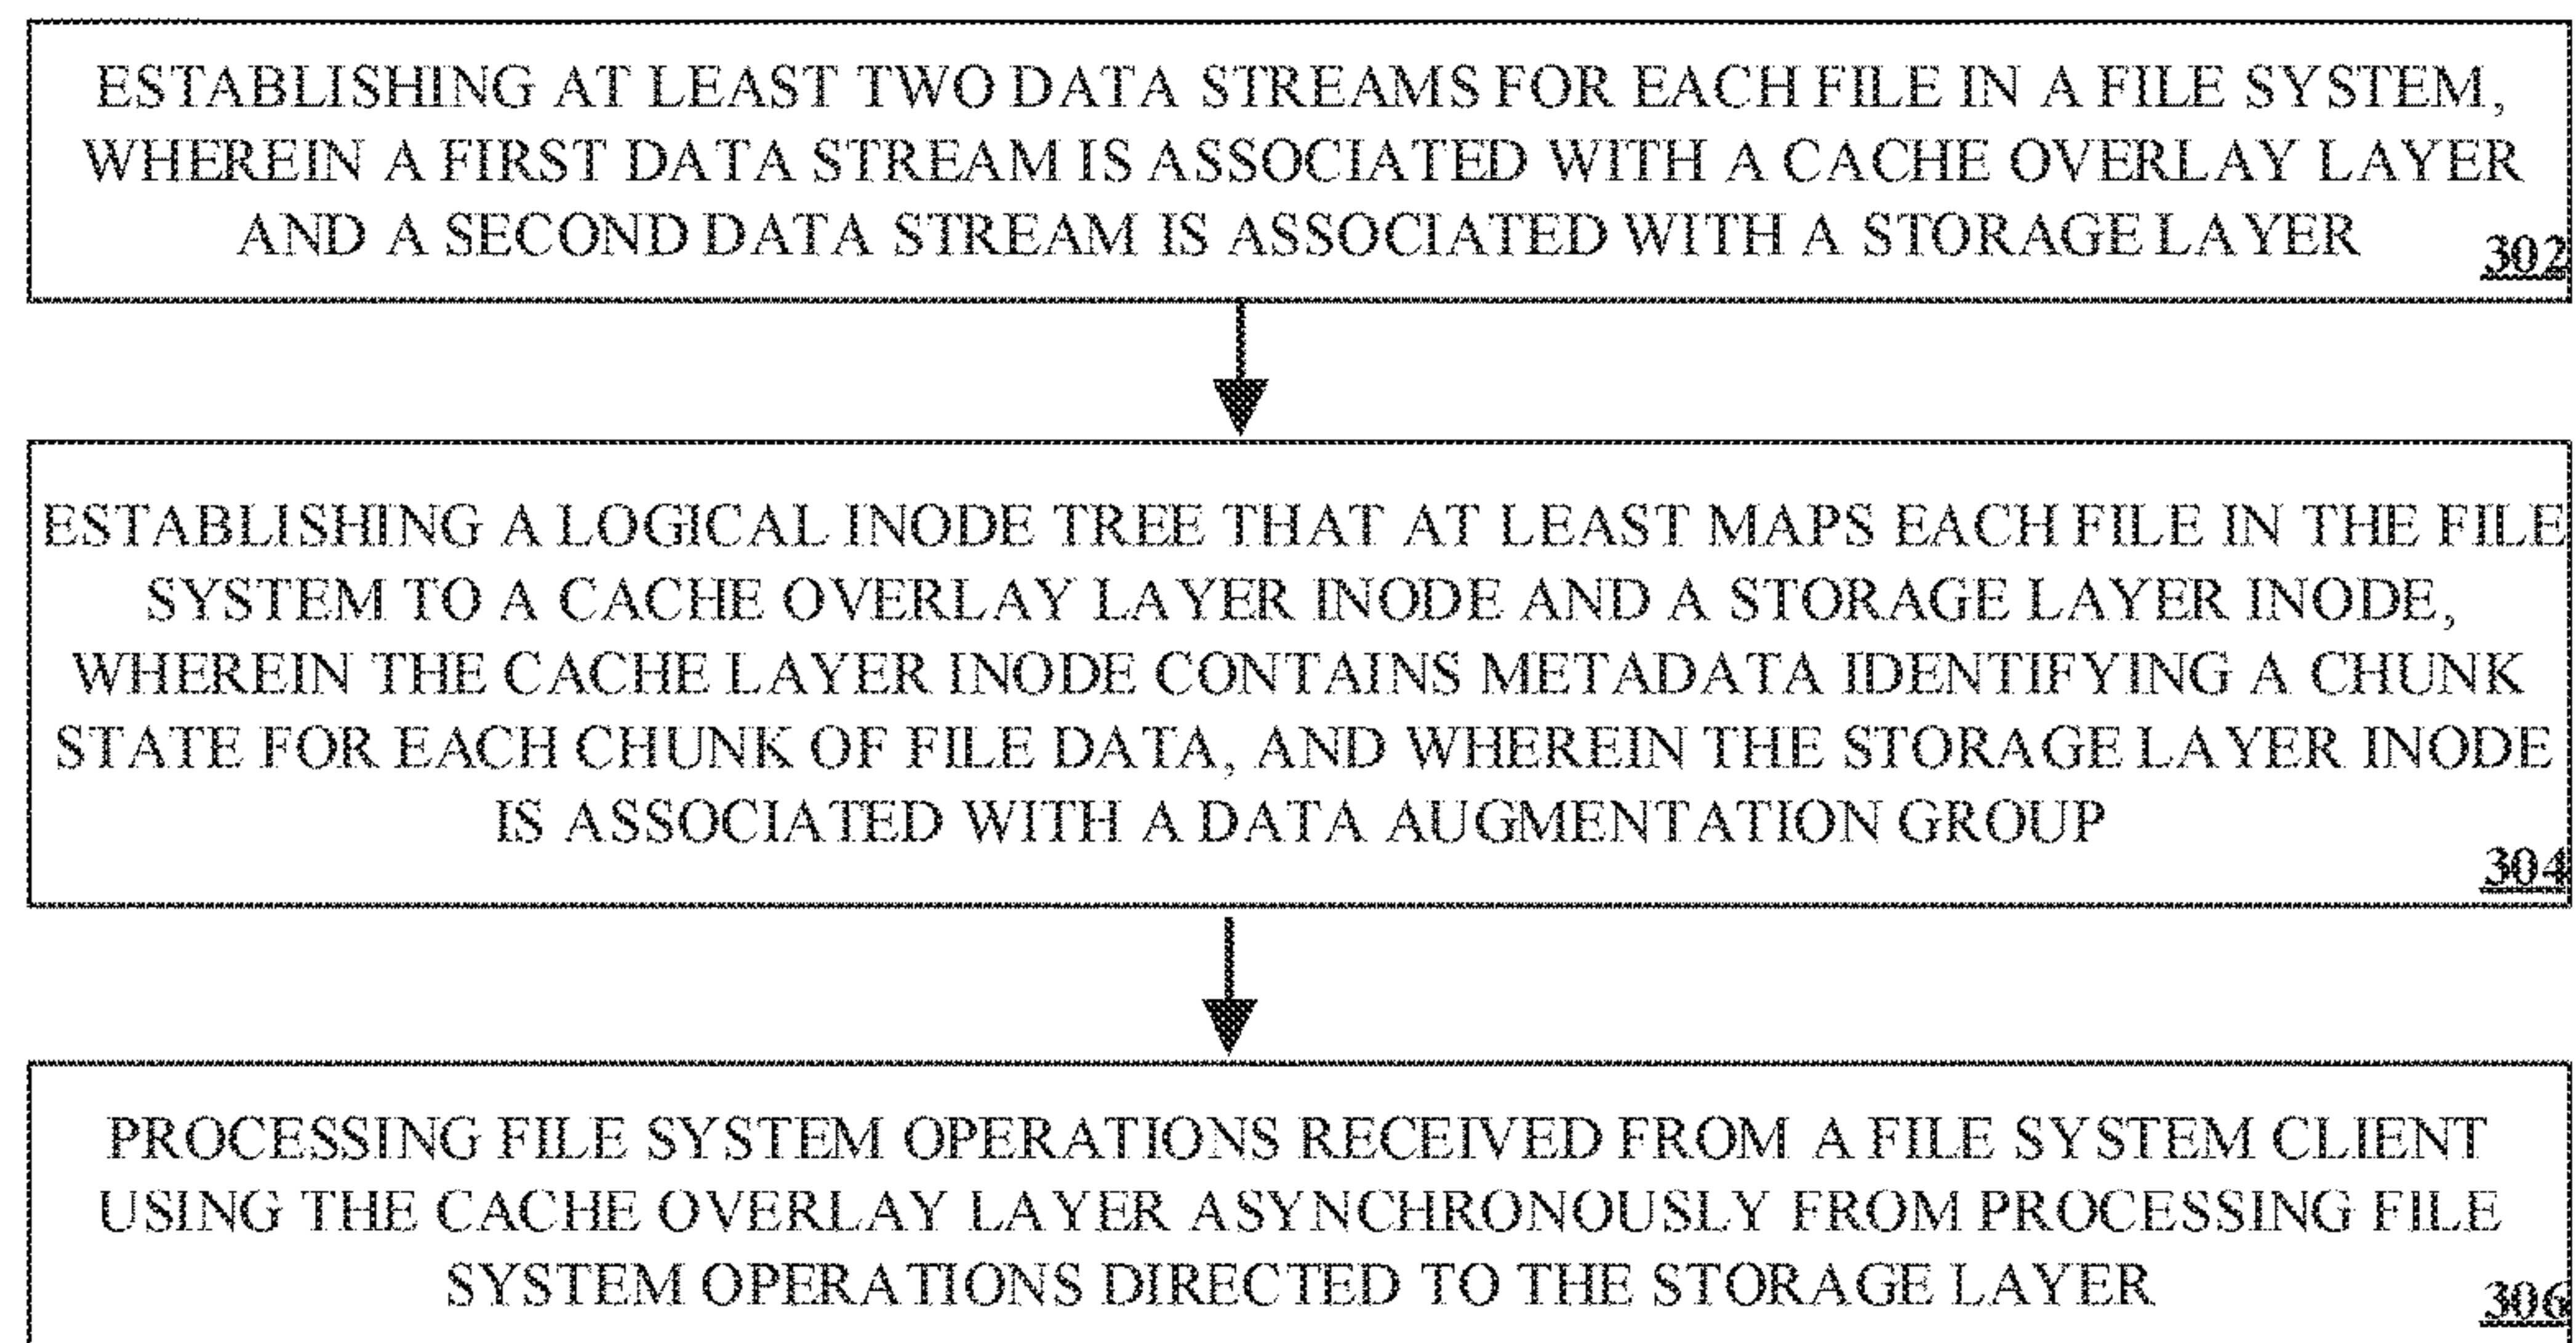 ESTABLISHING AT LEAST TWO DATA STREAMS FOR EACH FILE IN A FILE SYSTEM,
WHEREIN A FIRST DATA STREAM IS ASSOCIATED WITH A CACHE OVERLAY LAYER
AND A SECOND DATA STREAM IS ASSOCIATED WITH A STORAGE LAYER
302
ESTABLISHING A LOGICAL INODE TREE THAT AT LEAST MAPS EACH FILE IN THE FILE
SYSTEM TO A CACHE OVERLAY LAYER INODE AND A STORAGE LAYER INODE,
WHEREIN THE CACHE LAYER INODE CONTAINS METADATA IDENTIFYING A CHUNK
STATE FOR EACH CHUNK OF FILE DATA, AND WHEREIN THE STORAGE LAYER INODE
IS ASSOCIATED WITH A DATA AUGMENTATION GROUP
304
PROCESSING FILE SYSTEM OPERATIONS RECEIVED FROM A FILE SYSTEM CLIENT
USING THE CACHE OVERLAY LAYER ASYNCHRONOUSLY FROM PROCESSING FILE
SYSTEM OPERATIONS DIRECTED TO THE STORAGE LAYER
306